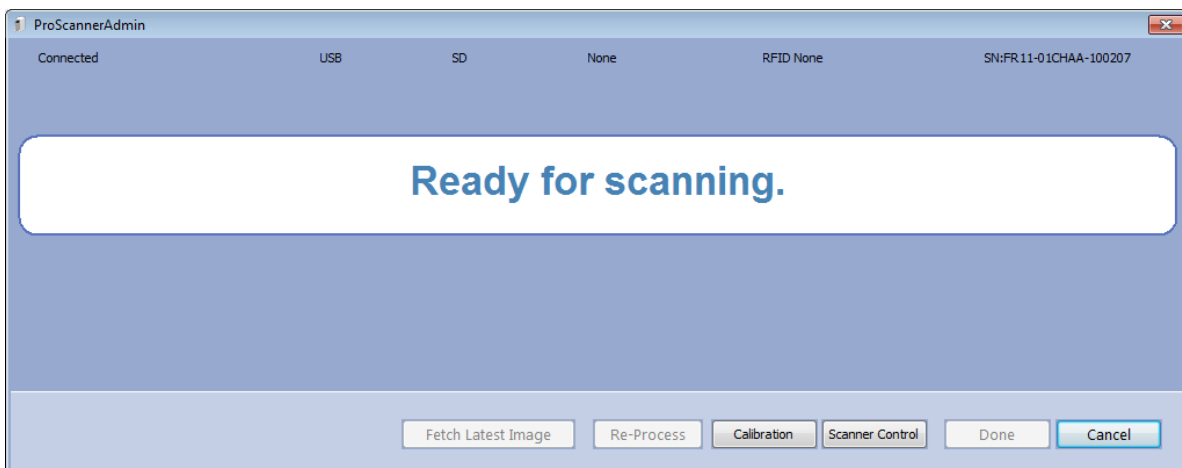 ProScannerAdmin
Connected USB SD None RFID None SN:FR11-01CHAA-100207
Ready for scanning.
Fetch Latest Image Re-Process Calibration Scanner Control Done Cancel